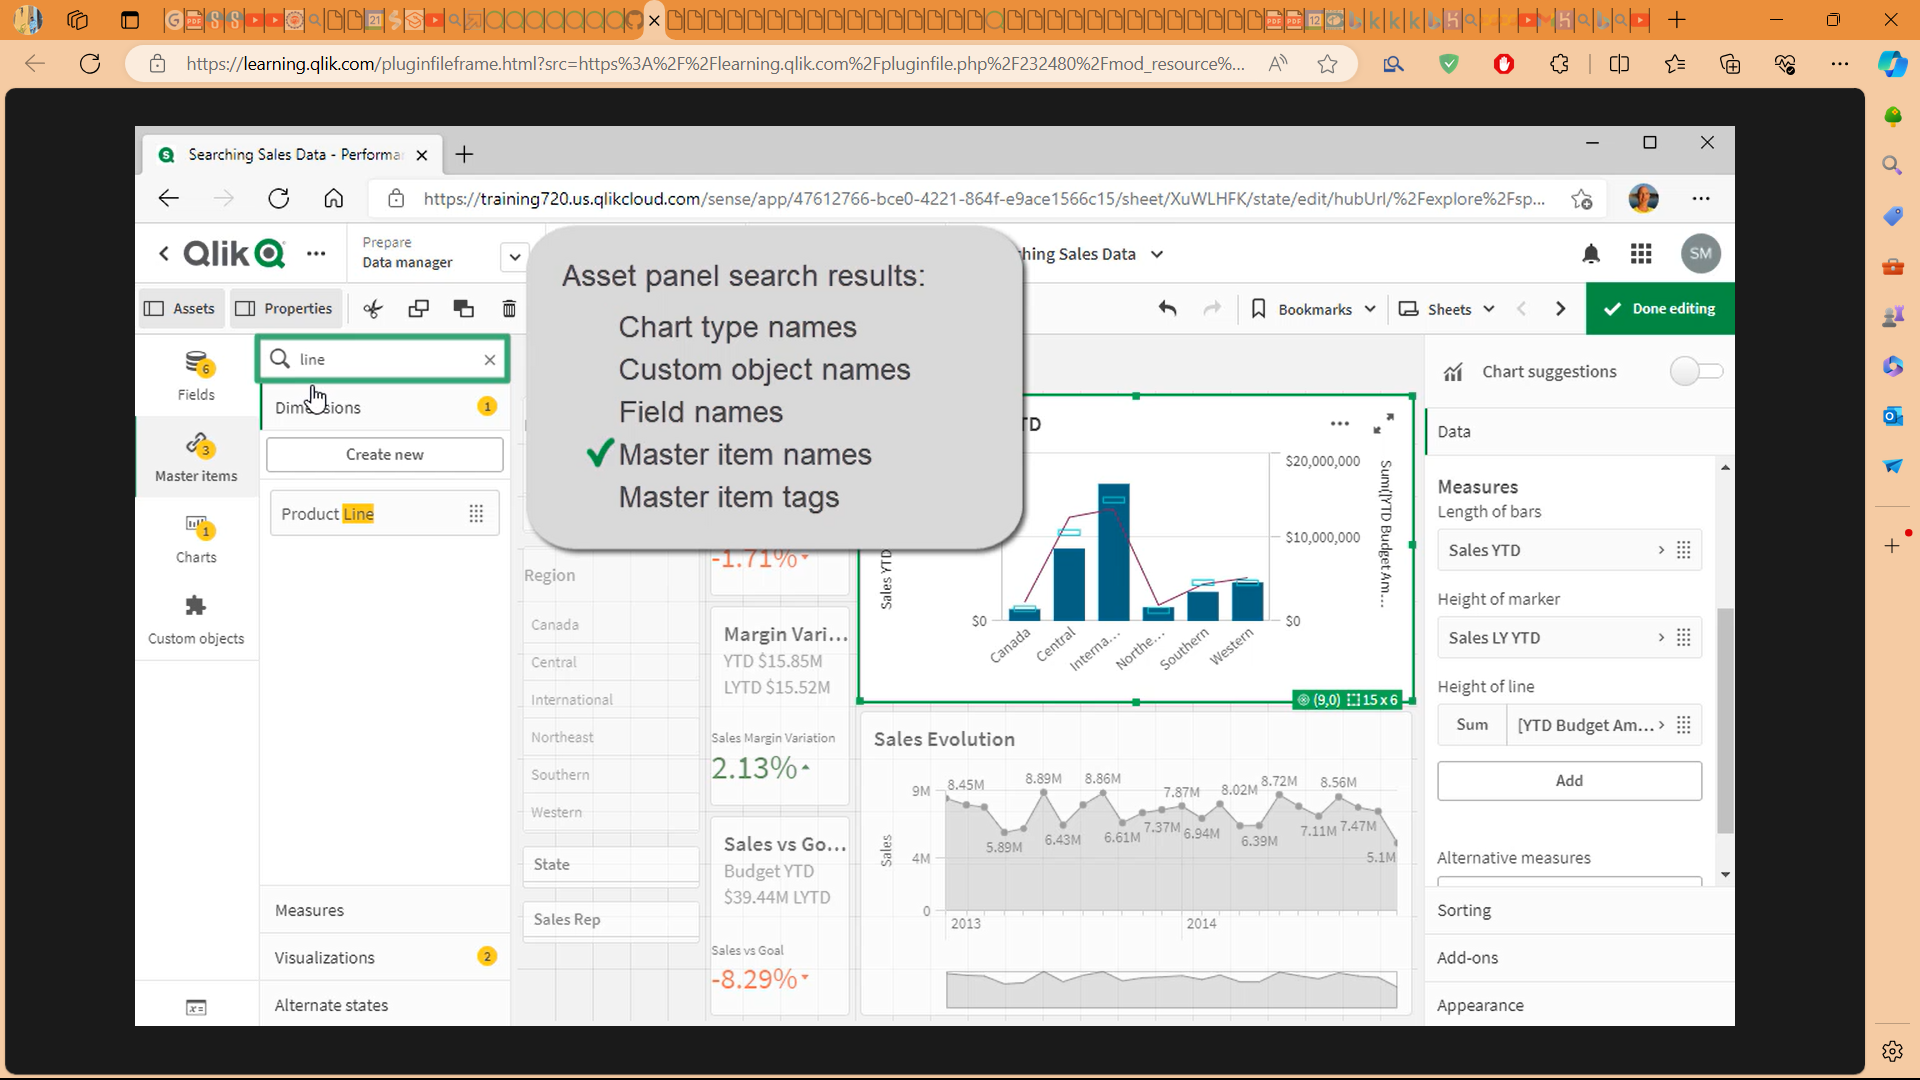 https://learning.qlik.com/pluginfileframe.html?src=https%3A%2F%2Flearning.qlik.com%2Fpluginfile.php%2F232480%2Fmod_resource%...
Searching Sales Data - Performa
https://training720.us.qlikcloud.com/sense/app/47612766-bce0-4221-864f-e9ace1566c15/sheet/XuWLHFK/state/edit/hubUrl/%2Fexplore%2Fsp...
Qlik
Prepare
Data manager
hing Sales Data
SM
Assets
Properties
Bookmarks
Sheets
Done editing
Asset panel search results:
Chart type names
Custom object names
Field names
Master item names
Master item tags
6
Fields
3
Master items
1
Charts
Custom objects
line
Dimensions
1
Create new
Product Line
Measures
Visualizations
2
Alternate states
Region
Canada
Central
International
Northeast
Southern
Western
State
Sales Rep
-1.71%
Margin Vari...
YTD $15.85M
LYTD $15.52M
Sales Margin Variation
2.13%
Sales vs Go...
Budget YTD
$39.44M LYTD
Sales vs Goal
-8.29%
TD
Sales YTD
$0
$20,000,000
$10,000,000
$0
Sum([YTD Budget Am...
Canada
Central
Interna...
Northe...
Southern
Western
(9,0) 15 x 6
Sales Evolution
Sales
9M
4M
0
8.45M
5.89M
8.89M
6.43M
8.86M
6.61M
7.37M
7.87M
6.94M
8.02M
6.39M
8.72M
7.11M
8.56M
7.47M
5.1M
2013
2014
Chart suggestions
Data
Measures
Length of bars
Sales YTD
Height of marker
Sales LY YTD
Height of line
Sum
[YTD Budget Am...
Add
Alternative measures
Sorting
Add-ons
Appearance